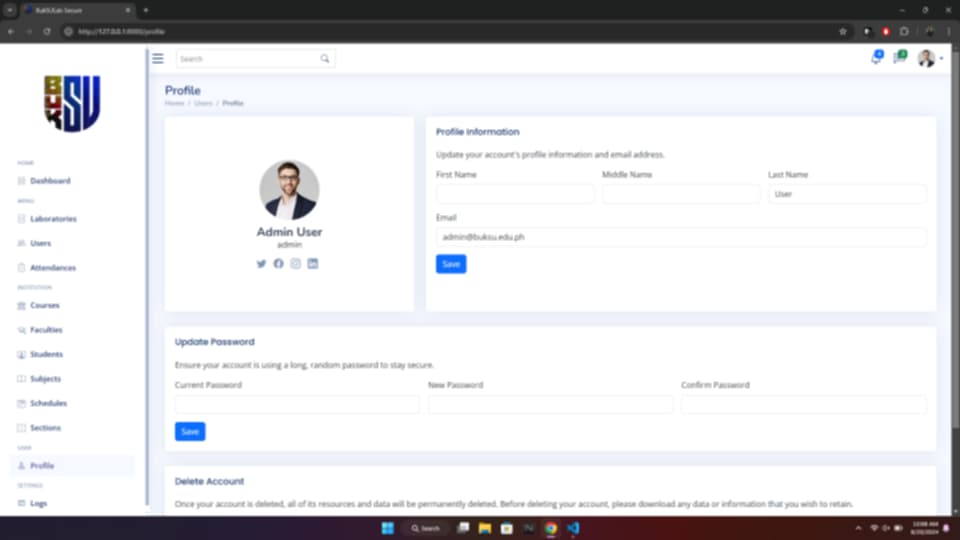 BukSULab Secure
http://127.0.0.1:8000/profile
BUK SU
Search
Profile
Home / Users / Profile
HOME
Dashboard
MENU
Laboratories
Users
Attendances
INSTITUTION
Courses
Faculties
Students
Subjects
Schedules
Sections
USER
Profile
SETTINGS
Logs
Admin User
admin
Profile Information
Update your account's profile information and email address.
First Name Middle Name Last Name
User
Email
admin@buksu.edu.ph
Save
Update Password
Ensure your account is using a long, random password to stay secure.
Current Password New Password Confirm Password
Save
Delete Account
Once your account is deleted, all of its resources and data will be permanently deleted. Before deleting your account, please download any data or information that you wish to retain.
Search